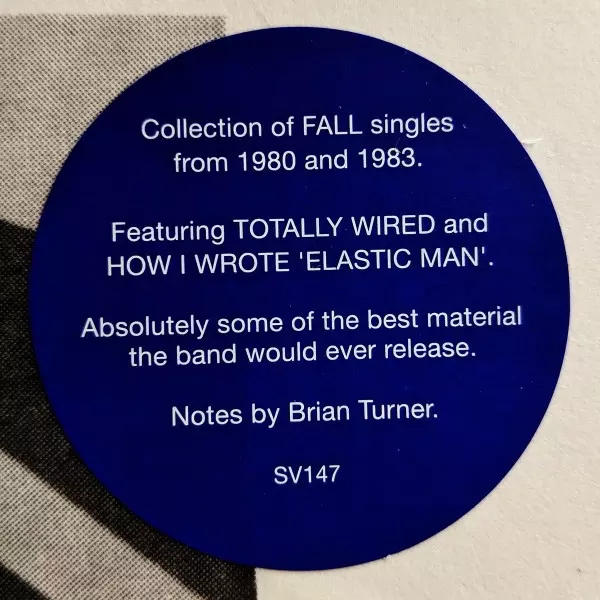 Collection of FALL singles
from 1980 and 1983.
Featuring TOTALLY WIRED and
HOW I WROTE 'ELASTIC MAN'.
Absolutely some of the best material
the band would ever release.
Notes by Brian Turner.
SV147